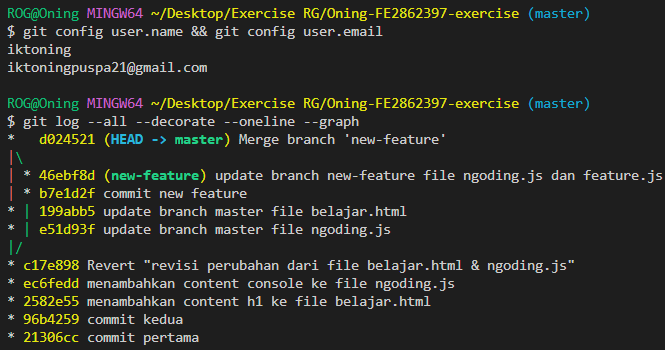 ROG@Oning MINGW64 ~/Desktop/Exercise RG/Oning-FE2862397-exercise (master)
$ git config user.name && git config user.email
iktoning
iktoningpuspa21@gmail.com
ROG@Oning MINGW64 ~/Desktop/Exercise RG/Oning-FE2862397-exercise (master)
$ git log --all --decorate --oneline --graph
*   d024521 (HEAD -> master) Merge branch 'new-feature'
|\
| * 46ebf8d (new-feature) update branch new-feature file ngoding.js dan feature.js
| * b7e1d2f commit new feature
* | 199abb5 update branch master file belajar.html
* | e51d93f update branch master file ngoding.js
|/
* c17e898 Revert "revisi perubahan dari file belajar.html & ngoding.js"
* ec6fedd menambahkan content console ke file ngoding.js
* 2582e55 menambahkan content h1 ke file belajar.html
* 96b4259 commit kedua
* 21306cc commit pertama